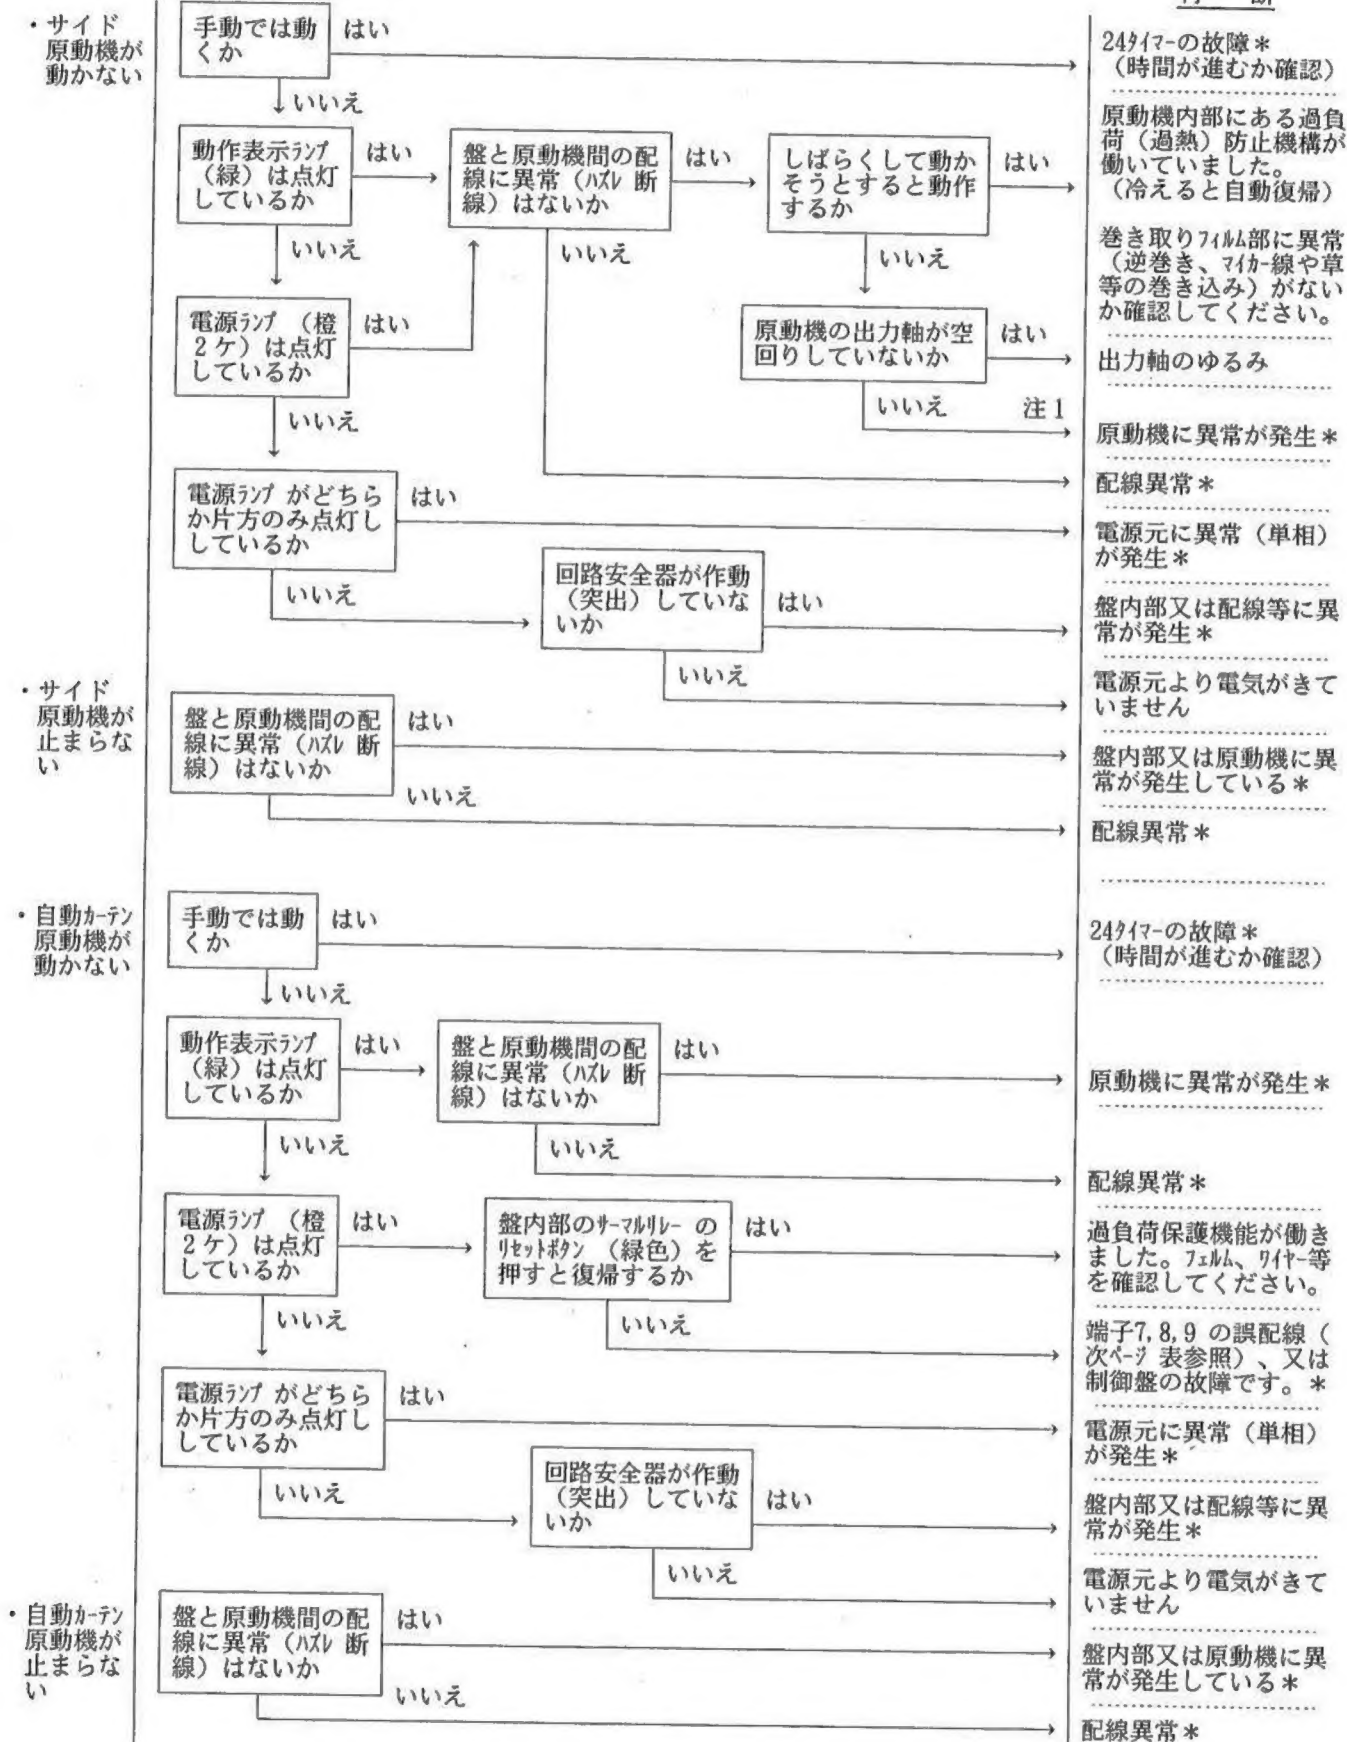 ・サイド
原動機が
動かない
手動では動
くか
はい
いいえ
24ﾀｲﾏｰの故障＊
（時間が進むか確認）
動作表示ﾗﾝﾌﾟ
（緑）は点灯
しているか
はい
いいえ
盤と原動機間の配
線に異常（ﾊｽﾞﾚ 断
線）はないか
はい
いいえ
しばらくして動か
そうとすると動作
するか
はい
いいえ
原動機内部にある過負
荷（過熱）防止機構が
働いていました。
（冷えると自動復帰）
巻き取りﾌｨﾙﾑ部に異常
（逆巻き、ﾏｲｶｰ線や草
等の巻き込み）がない
か確認してください。
電源ﾗﾝﾌﾟ （橙
２ケ）は点灯
しているか
はい
いいえ
原動機の出力軸が空
回りしていないか
はい
いいえ
注１
出力軸のゆるみ
原動機に異常が発生＊
配線異常＊
電源ﾗﾝﾌﾟ がどちら
か片方のみ点灯し
しているか
はい
いいえ
電源元に異常（単相）
が発生＊
回路安全器が作動
（突出）していな
いか
はい
いいえ
盤内部又は配線等に異
常が発生＊
電源元より電気がきて
いません
・サイド
原動機が
止まらな
い
盤と原動機間の配
線に異常（ﾊｽﾞﾚ 断
線）はないか
はい
いいえ
盤内部又は原動機に異
常が発生している＊
配線異常＊
・自動ｶｰﾃﾝ
原動機が
動かない
手動では動
くか
はい
いいえ
24ﾀｲﾏｰの故障＊
（時間が進むか確認）
動作表示ﾗﾝﾌﾟ
（緑）は点灯
しているか
はい
いいえ
盤と原動機間の配
線に異常（ﾊｽﾞﾚ 断
線）はないか
はい
いいえ
原動機に異常が発生＊
配線異常＊
電源ﾗﾝﾌﾟ （橙
２ケ）は点灯
しているか
はい
いいえ
盤内部のｻｰﾏﾙﾘﾚｰ の
ﾘｾｯﾄﾎﾞﾀﾝ （緑色）を
押すと復帰するか
はい
いいえ
過負荷保護機能が働き
ました。ﾌｪﾙﾑ、ﾜｲﾔｰ等
を確認してください。
端子7,8,9 の誤配線（
次ﾍﾟｰｼﾞ 表参照）、又は
制御盤の故障です。＊
電源ﾗﾝﾌﾟ がどちら
か片方のみ点灯し
しているか
はい
いいえ
電源元に異常（単相）
が発生＊
回路安全器が作動
（突出）していな
いか
はい
いいえ
盤内部又は配線等に異
常が発生＊
電源元より電気がきて
いません
・自動ｶｰﾃﾝ
原動機が
止まらな
い
盤と原動機間の配
線に異常（ﾊｽﾞﾚ 断
線）はないか
はい
いいえ
盤内部又は原動機に異
常が発生している＊
配線異常＊